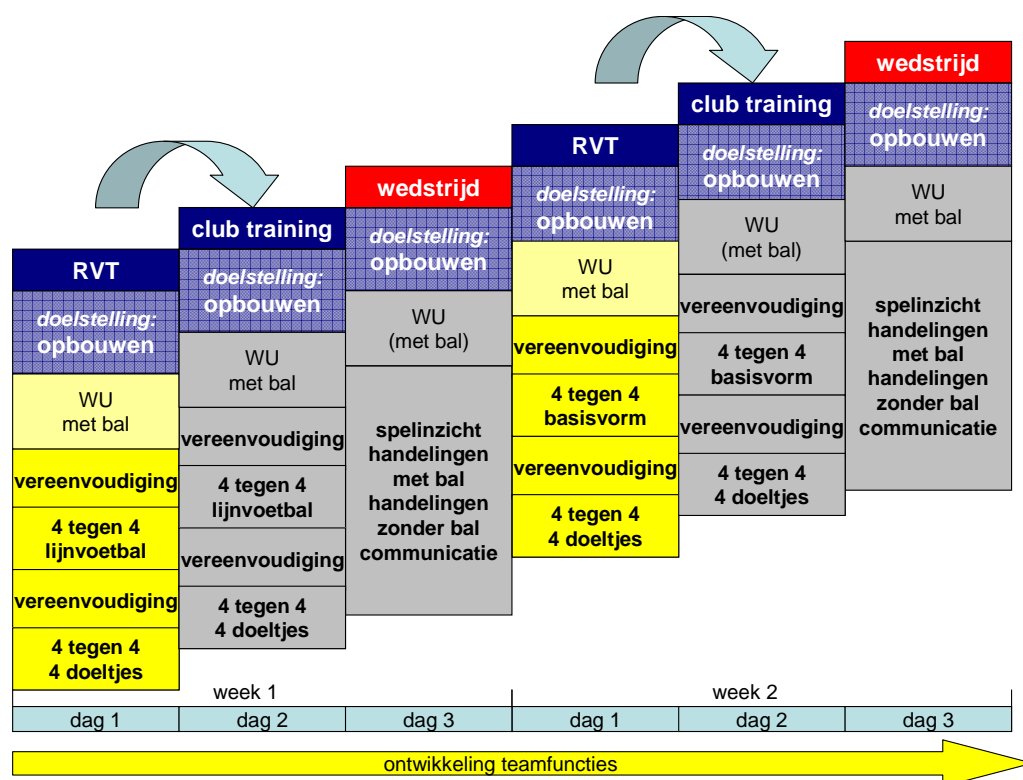 RVT
doelstelling:
opbouwen
WU
met bal
vereenvoudiging
4 tegen 4
lijnvoetbal
vereenvoudiging
4 tegen 4
4 doeltjes
club training
doelstelling:
opbouwen
WU
met bal
vereenvoudiging
4 tegen 4
lijnvoetbal
vereenvoudiging
4 tegen 4
4 doeltjes
wedstrijd
doelstelling:
opbouwen
WU
(met bal)
spelinzicht
handelingen
met bal
handelingen
zonder bal
communicatie
RVT
doelstelling:
opbouwen
WU
met bal
vereenvoudiging
4 tegen 4
basisvorm
vereenvoudiging
4 tegen 4
4 doeltjes
club training
doelstelling:
opbouwen
WU
(met bal)
vereenvoudiging
4 tegen 4
basisvorm
vereenvoudiging
4 tegen 4
4 doeltjes
wedstrijd
doelstelling:
opbouwen
WU
met bal
spelinzicht
handelingen
met bal
handelingen
zonder bal
communicatie
week 1
week 2
dag 1
dag 2
dag 3
dag 1
dag 2
dag 3
ontwikkeling teamfuncties